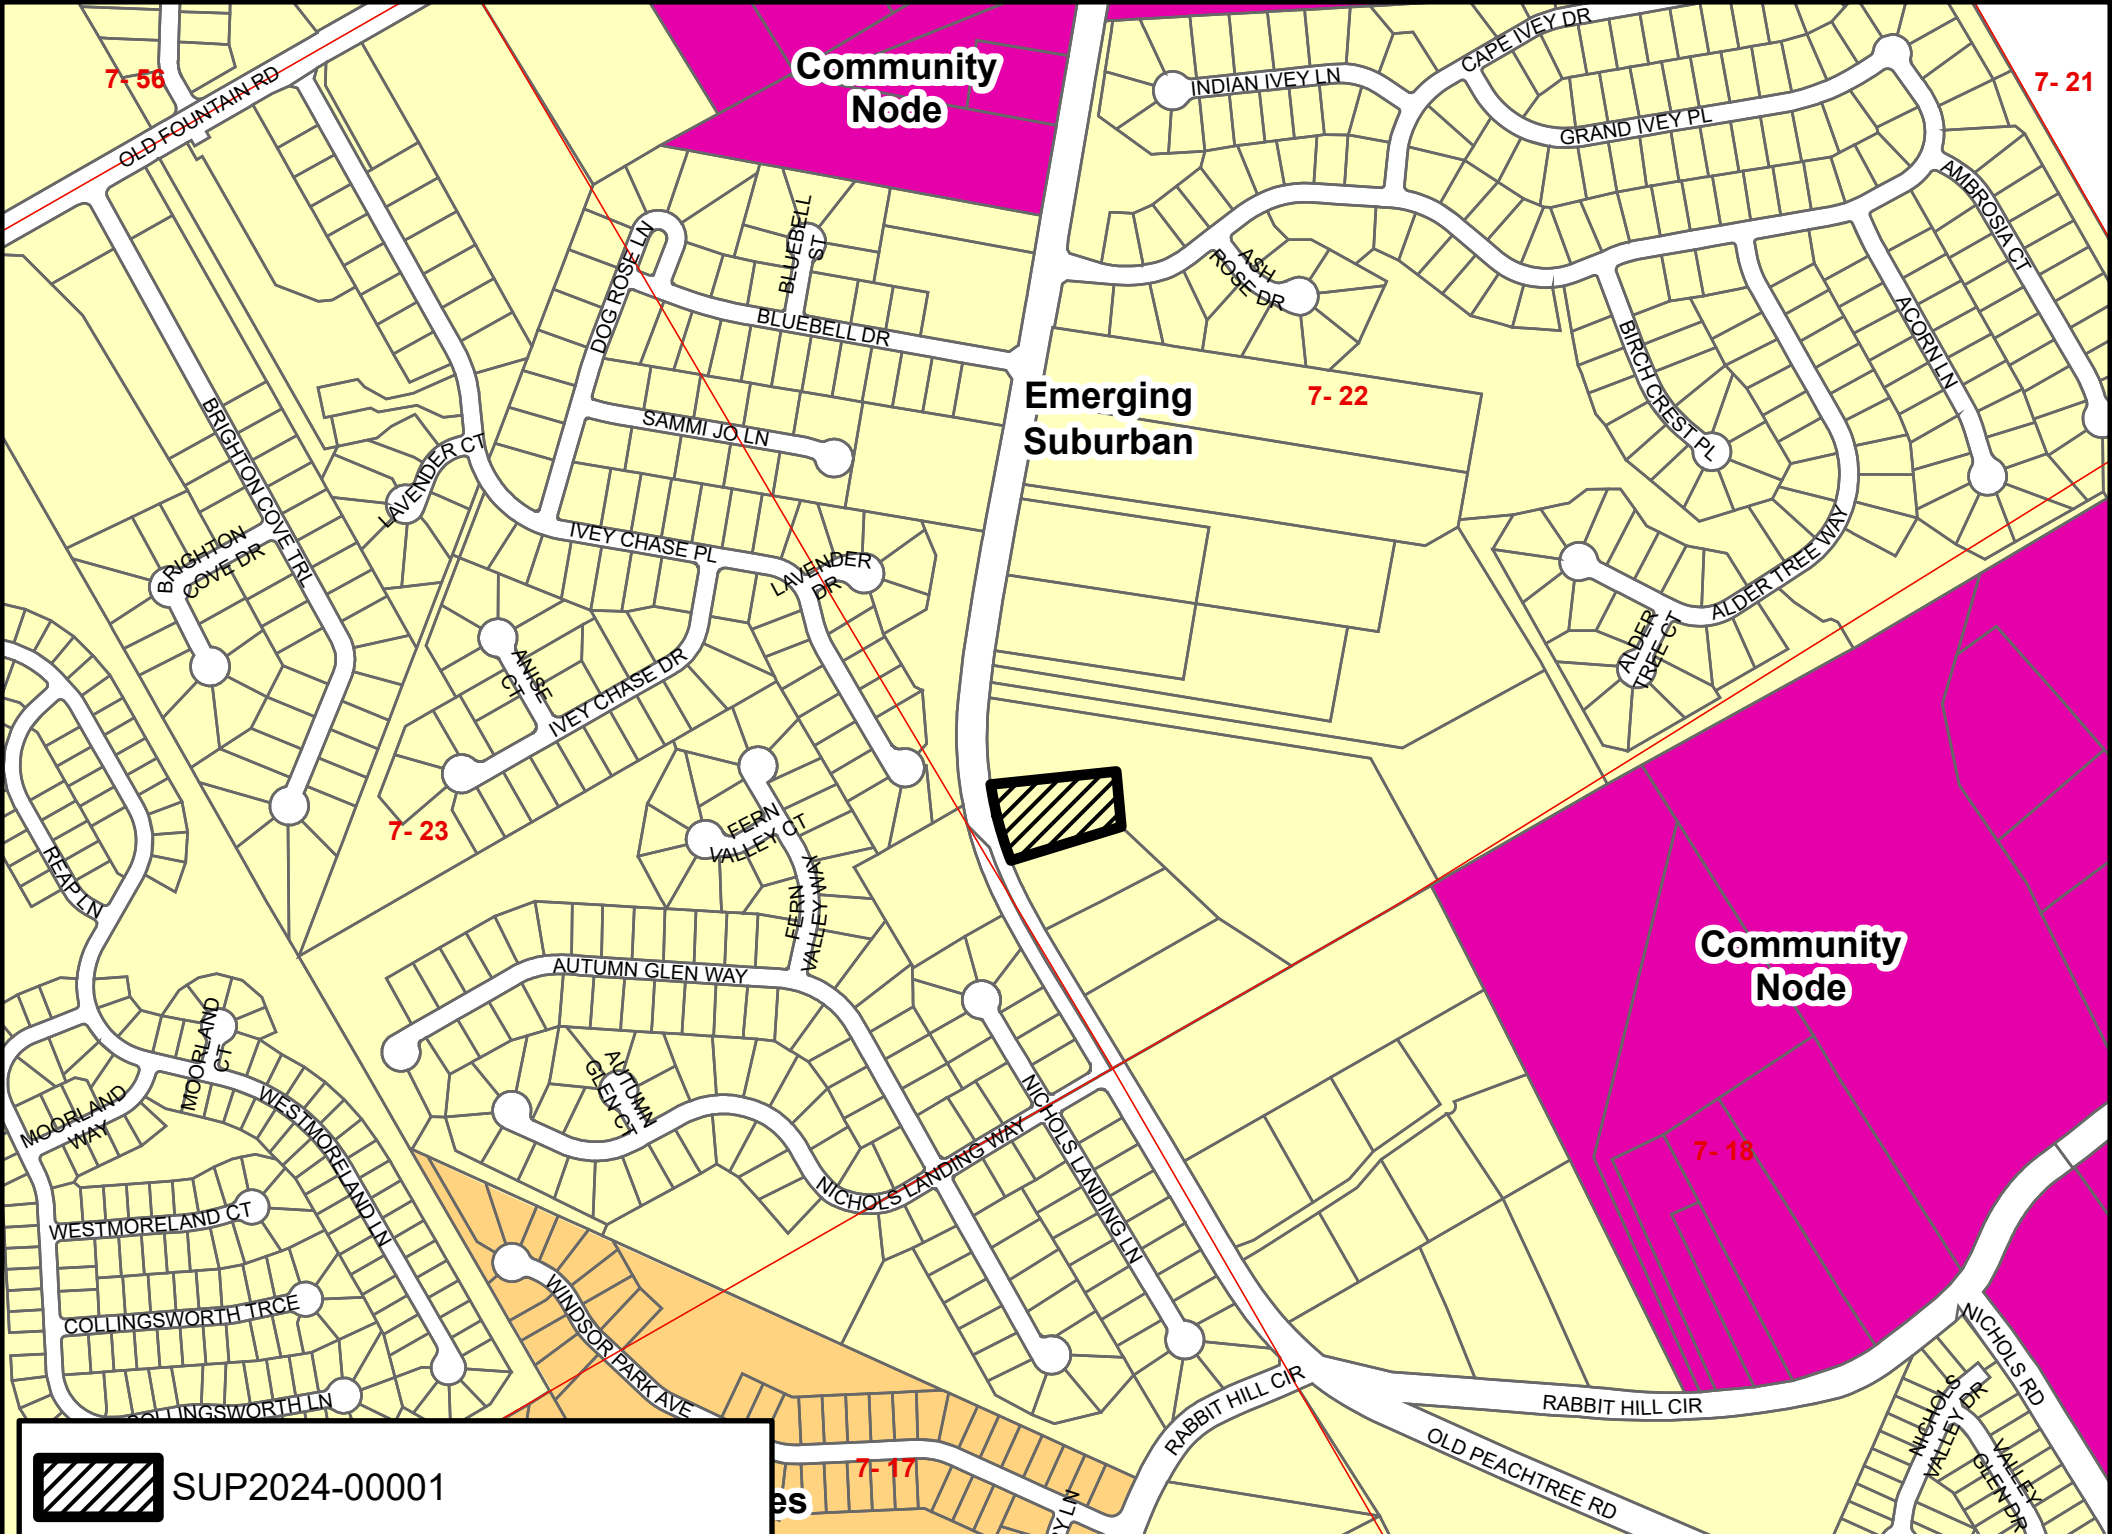 7- 56
OLD FOUNTAIN RD
Community
Node
INDIAN IVEY LN
CAPE IVEY DR
GRAND IVEY PL
7- 21
AMBROSIA CT
BLUEBELL
ST
DOG ROSE LN
BLUEBELL DR
ASH
ROSE DR
BIRCH CREST PL
ACORN LN
Emerging
Suburban
7- 22
SAMMI JO LN
BRIGHTON COVE TRL
LAVENDER CT
BRIGHTON
COVE DR
IVEY CHASE PL
LAVENDER
DR
ALDER TREE WAY
ALDER
TREE CT
ANISE
CT
IVEY CHASE DR
7- 23
FERN
VALLEY CT
FERN
VALLEY WAY
REAP LN
AUTUMN GLEN WAY
Community
Node
MOORLAND
CT
MOORLAND
WAY
WESTMORELAND LN
AUTUMN
GLEN CT
NICHOLS LANDING WAY
NICHOLS LANDING LN
7- 18
WESTMORELAND CT
COLLINGSWORTH TRCE
COLLINGSWORTH LN
WINDSOR PARK AVE
RABBIT HILL CIR
RABBIT HILL CIR
NICHOLS RD
OLD PEACHTREE RD
NICHOLS
VALLEY DR
VALLEY
GLEN DR
7- 17
es
Y LN
SUP2024-00001